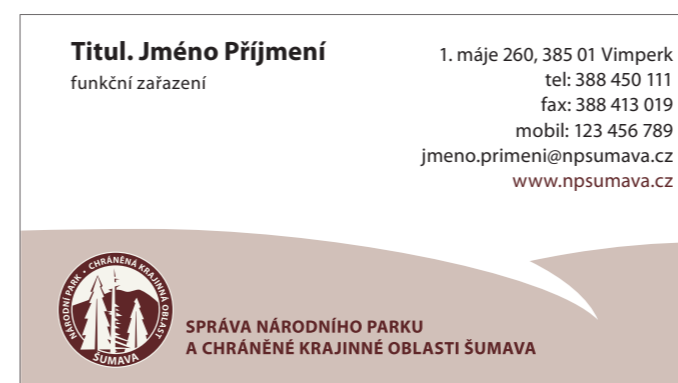 Titul. Jméno Příjmení
funkční zařazení
1. máje 260, 385 01 Vimperk
tel: 388 450 111
fax: 388 413 019
mobil: 123 456 789
jmeno.primeni@npsumava.cz
www.npsumava.cz
NÁRODNÍ PARK • CHRÁNĚNÁ KRAJINNÁ OBLAST
ŠUMAVA
SPRÁVA NÁRODNÍHO PARKU
A CHRÁNĚNÉ KRAJINNÉ OBLASTI ŠUMAVA